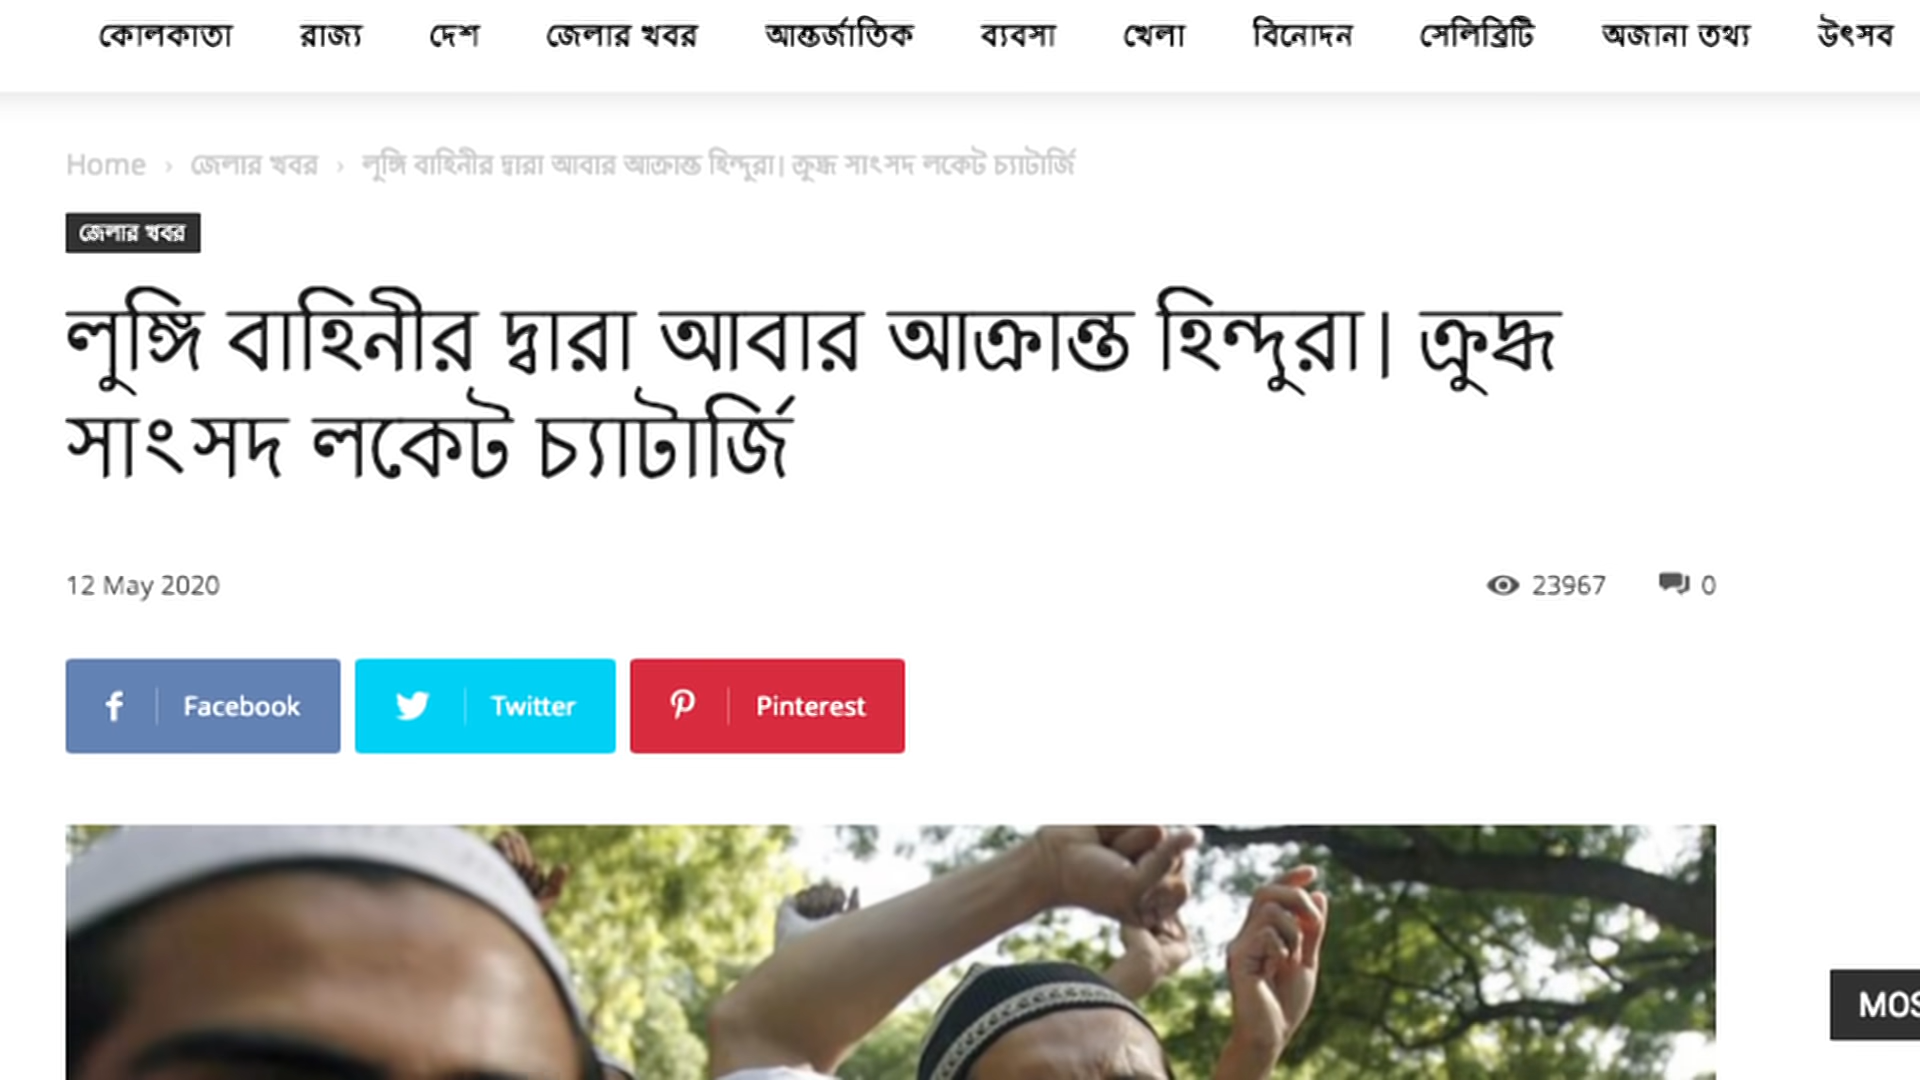 কোলকাতা রাজ্য দেশ জেলার খবর আন্তর্জাতিক ব্যবসা খেলা বিনোদন সেলিব্রিটি অজানা তথ্য উৎসব
Home › জেলার খবর › লুঙ্গি বাহিনীর দ্বারা আবার আক্রান্ত হিন্দুরা| ক্রুদ্ধ সাংসদ লকেট চ্যাটার্জি
জেলার খবর
লুঙ্গি বাহিনীর দ্বারা আবার আক্রান্ত হিন্দুরা| ক্রুদ্ধ
সাংসদ লকেট চ্যাটার্জি
12 May 2020 23967 0
Facebook Twitter Pinterest